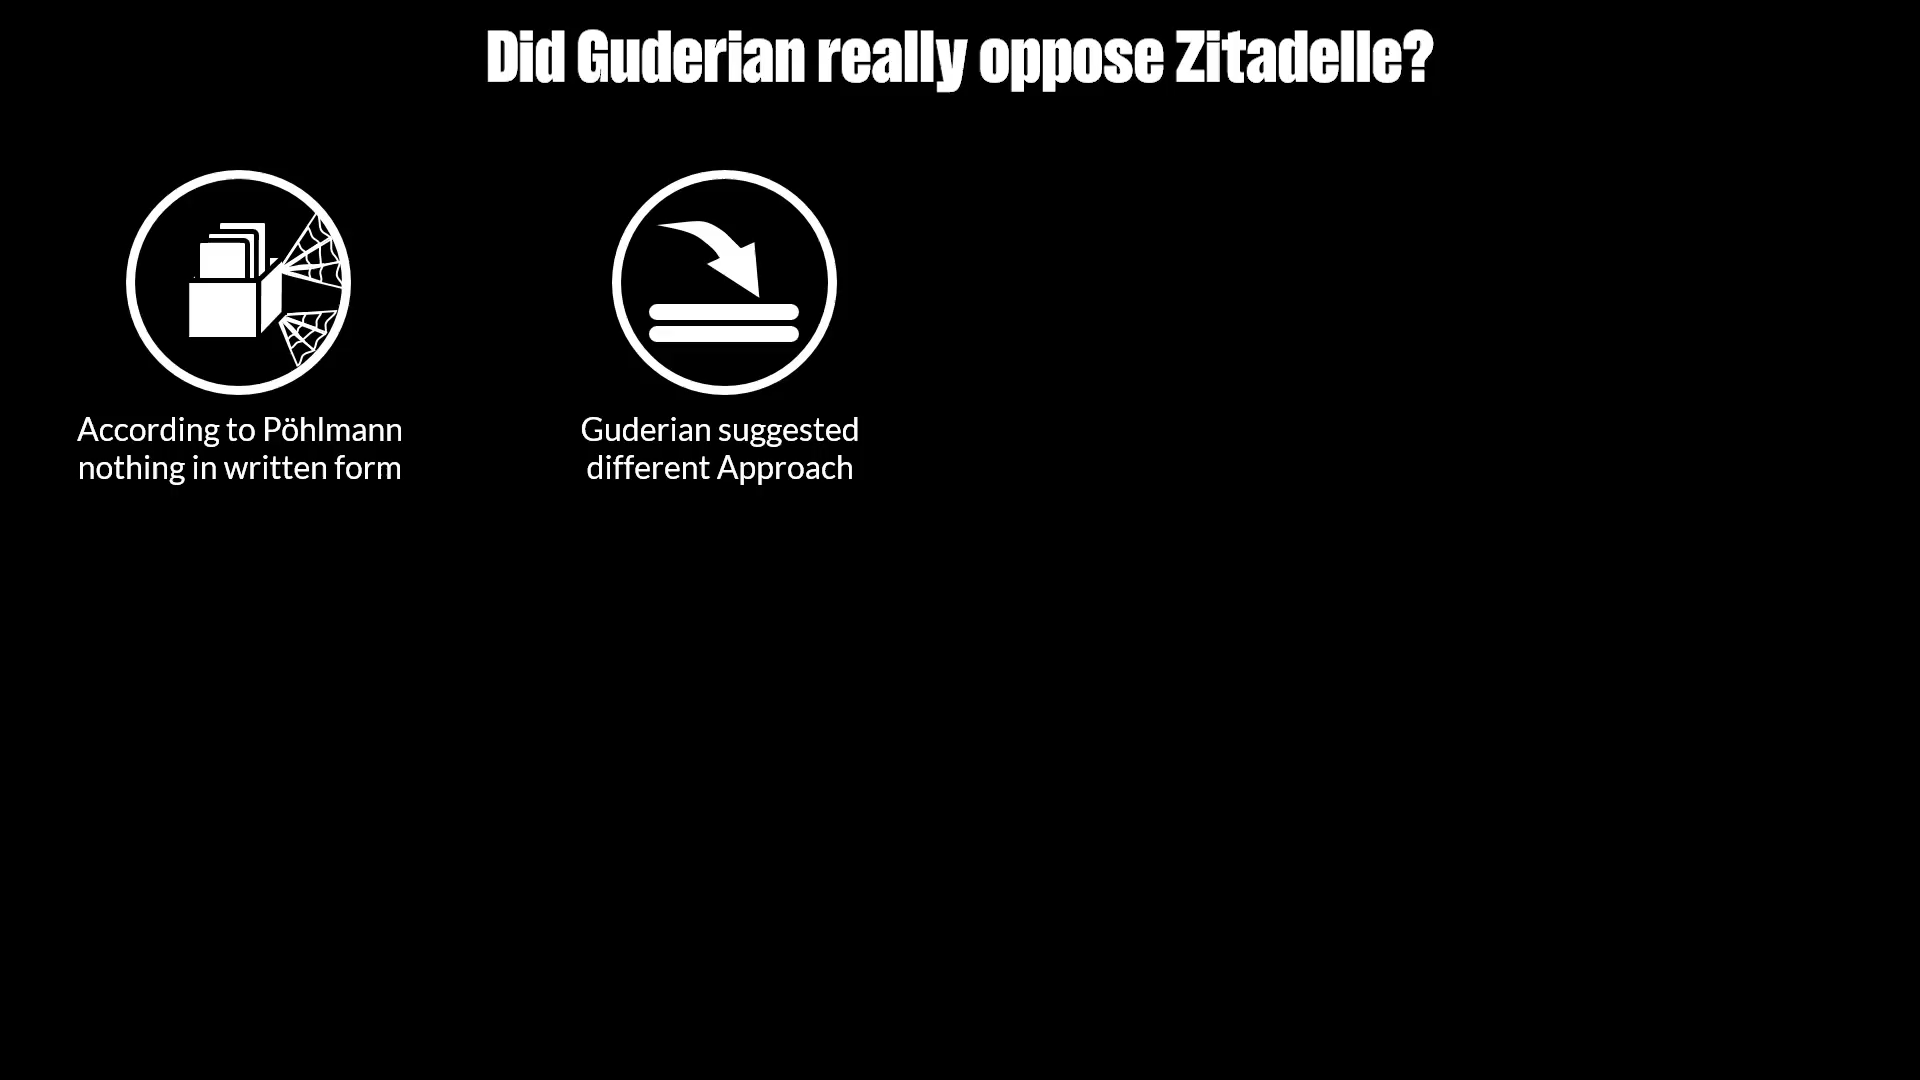 Did Guderian really oppose Zitadelle?
According to Pöhlmann
nothing in written form
Guderian suggested
different Approach